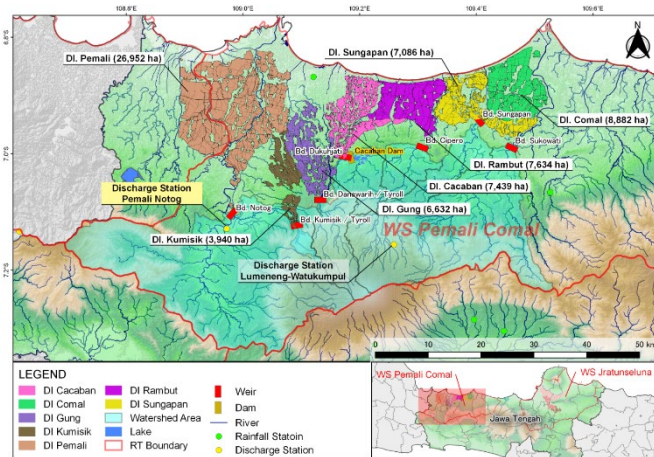 108.8°E
109.0°E
109.2°E
109.4°E
109.6°E
6.8°S
7.0°S
7.2°S
DI. Pemali (26,952 ha)
DI. Sungapan (7,086 ha)
DI. Comal (8,882 ha)
DI. Rambut (7,634 ha)
DI. Cacaban (7,439 ha)
DI. Gung (6,632 ha)
DI. Kumisik (3,940 ha)
Bd. Sungapan
Bd. Sukowati
Bd. Cipero
Bd. Dukuhjati
Cacaban Dam
Bd. Danawarih / Tyroll
Bd. Notog
Bd. Kumisik / Tyroll
Discharge Station
Pemali Notog
Discharge Station
Lumeneng-Watukumpul
WS Pemali Comal
N
0 10 20 30 40 50 km
LEGEND
DI Cacaban
DI Comal
DI Gung
DI Kumisik
DI Pemali
DI Rambut
DI Sungapan
Watershed Area
Lake
RT Boundary
Weir
Dam
River
Rainfall Statoin
Discharge Station
WS Pemali Comal
WS Jratunseluna
Jawa Tengah